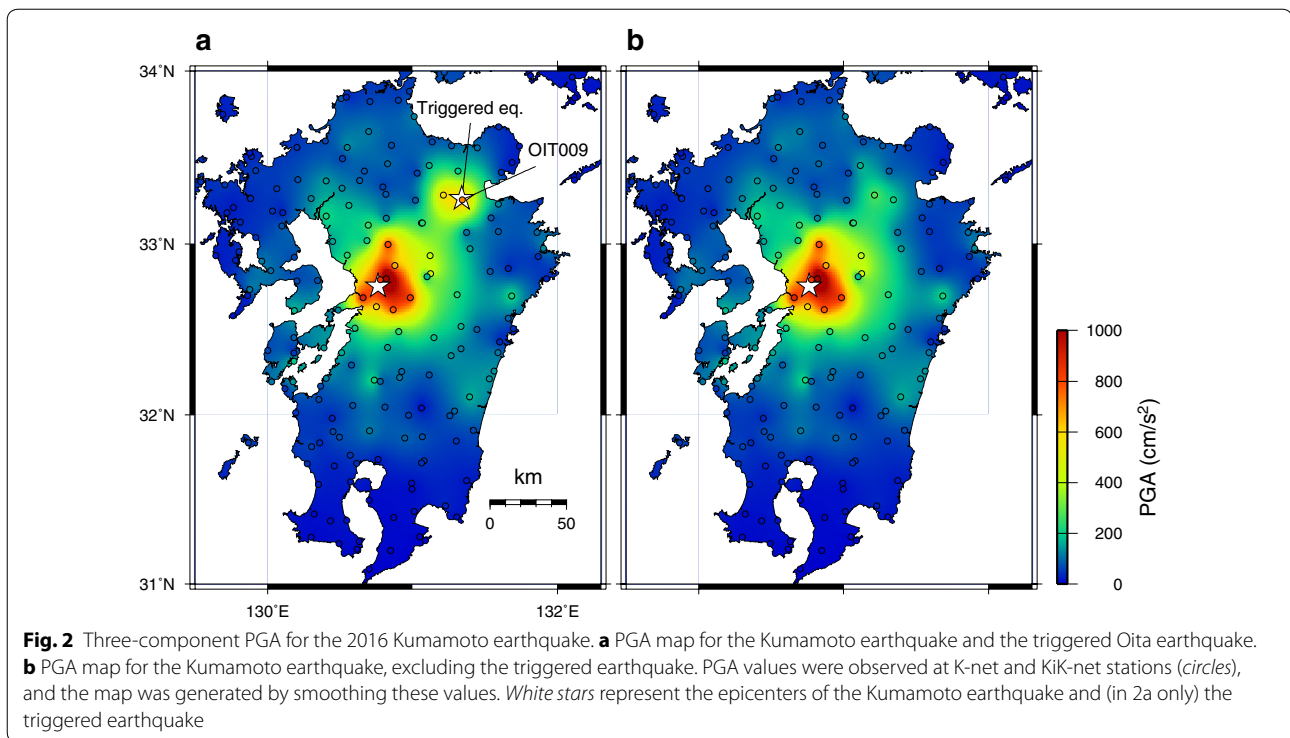 a
b
34˚N
33˚N
32˚N
31˚N
130˚E
132˚E
Triggered eq.
OIT009
km
0 50
1000
800
600
400
200
0
PGA (cm/s²)
Fig. 2 Three-component PGA for the 2016 Kumamoto earthquake. a PGA map for the Kumamoto earthquake and the triggered Oita earthquake.
b PGA map for the Kumamoto earthquake, excluding the triggered earthquake. PGA values were observed at K-net and KiK-net stations (circles),
and the map was generated by smoothing these values. White stars represent the epicenters of the Kumamoto earthquake and (in 2a only) the
triggered earthquake